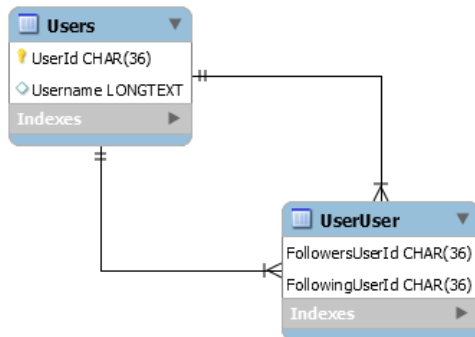 Users
UserId CHAR(36)
Username LONGTEXT
Indexes
UserUser
FollowersUserId CHAR(36)
FollowingUserId CHAR(36)
Indexes